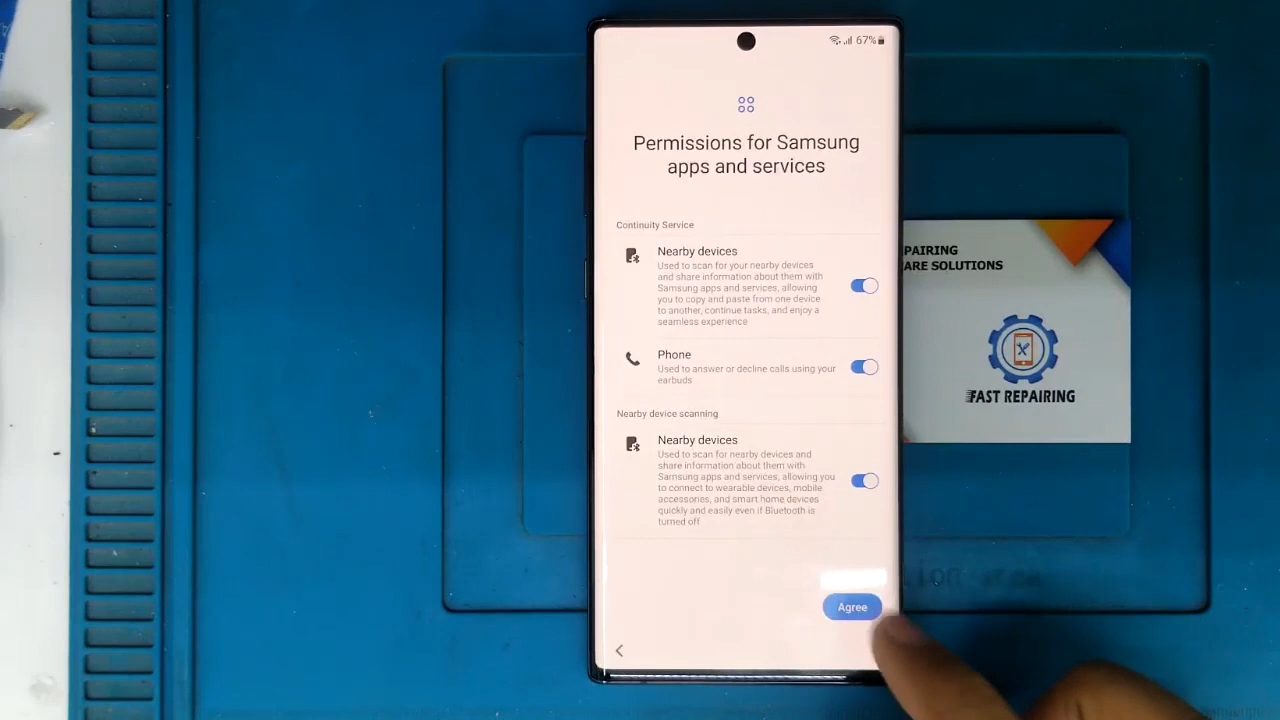 67%
Permissions for Samsung
apps and services
Continuity Service
Nearby devices
Used to scan for your nearby devices
and share information about them with
Samsung apps and services, allowing
you to copy and paste from one device
to another, continue tasks, and enjoy a
seamless experience
Phone
Used to answer or decline calls using your
earbuds
Nearby device scanning
Nearby devices
Used to scan for nearby devices and
share information about them with
Samsung apps and services, allowing you
to connect to wearable devices, mobile
accessories, and smart home devices
quickly and easily even if Bluetooth is
turned off
Agree
PAIRING
ARE SOLUTIONS
FAST REPAIRING